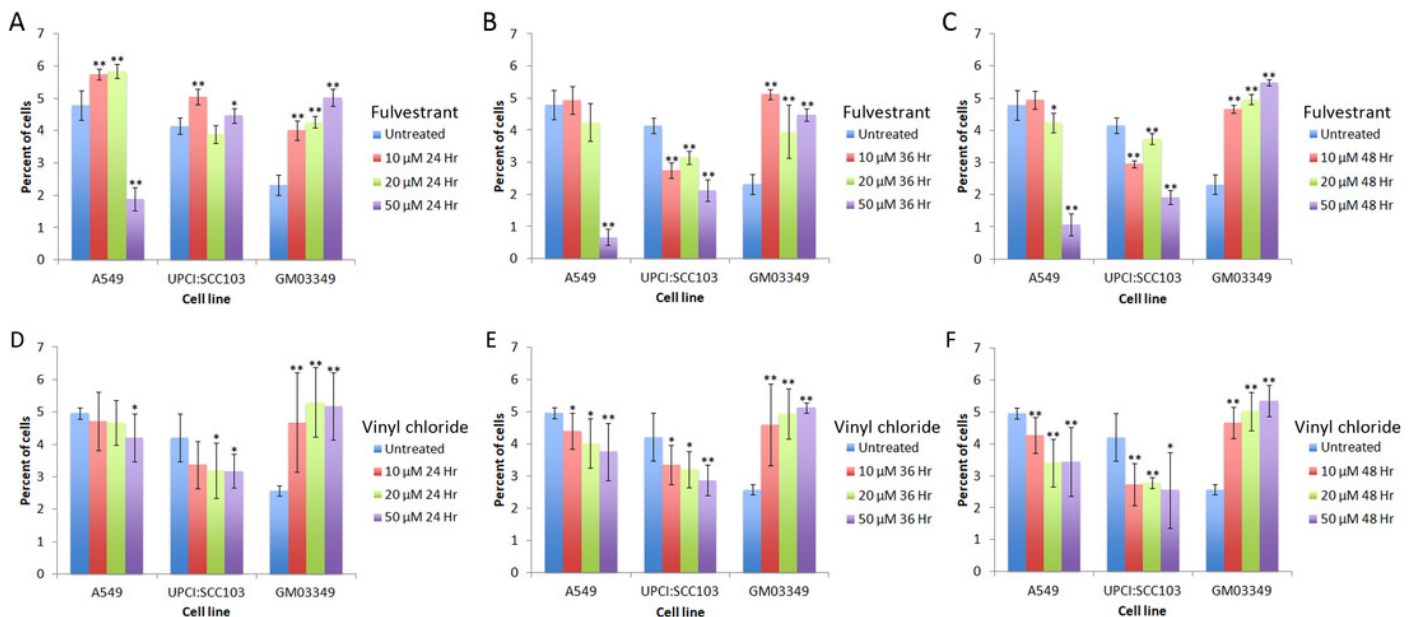 A
Percent of cells
7
6
5
4
3
2
1
0
** **
**
**
*
** ** **
A549 UPCI:SCC103 GM03349
Cell line
Fulvestrant
Untreated
10 µM 24 Hr
20 µM 24 Hr
50 µM 24 Hr
B
Percent of cells
7
6
5
4
3
2
1
0
**
** ** **
** ** **
A549 UPCI:SCC103 GM03349
Cell line
Fulvestrant
Untreated
10 µM 36 Hr
20 µM 36 Hr
50 µM 36 Hr
C
Percent of cells
7
6
5
4
3
2
1
0
* **
** ** **
** ** **
A549 UPCI:SCC103 GM03349
Cell line
Fulvestrant
Untreated
10 µM 48 Hr
20 µM 48 Hr
50 µM 48 Hr
D
Percent of cells
7
6
5
4
3
2
1
0
*
* *
** ** **
A549 UPCI:SCC103 GM03349
Cell line
Vinyl chloride
Untreated
10 µM 24 Hr
20 µM 24 Hr
50 µM 24 Hr
E
Percent of cells
7
6
5
4
3
2
1
0
* * **
* * **
** ** **
A549 UPCI:SCC103 GM03349
Cell line
Vinyl chloride
Untreated
10 µM 36 Hr
20 µM 36 Hr
50 µM 36 Hr
F
Percent of cells
7
6
5
4
3
2
1
0
** ** **
** ** *
** ** **
A549 UPCI:SCC103 GM03349
Cell line
Vinyl chloride
Untreated
10 µM 48 Hr
20 µM 48 Hr
50 µM 48 Hr